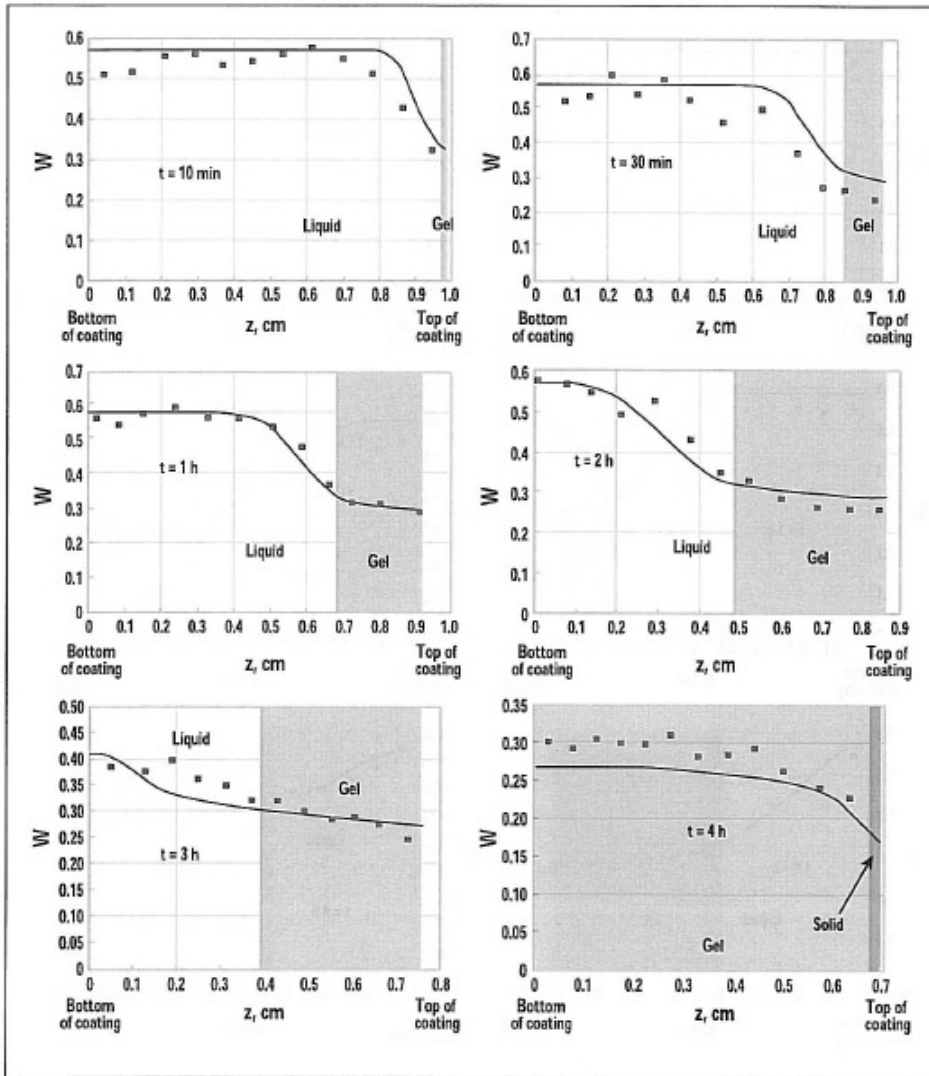 0.6
0.5
0.4
0.3
0.2
0.1
0
W
t = 10 min
Liquid
Gel
0 0.1 0.2 0.3 0.4 0.5 0.6 0.7 0.8 0.9 1.0
Bottom of coating
z, cm
Top of coating
0.7
0.6
0.5
0.4
0.3
0.2
0.1
0
W
t = 30 min
Liquid
Gel
0 0.1 0.2 0.3 0.4 0.5 0.6 0.7 0.8 0.9 1.0
Bottom of coating
z, cm
Top of coating
0.7
0.6
0.5
0.4
0.3
0.2
0.1
0
W
t = 1 h
Liquid
Gel
0 0.1 0.2 0.3 0.4 0.5 0.6 0.7 0.8 0.9 1.0
Bottom of coating
z, cm
Top of coating
0.6
0.5
0.4
0.3
0.2
0.1
0
W
t = 2 h
Liquid
Gel
0 0.1 0.2 0.3 0.4 0.5 0.6 0.7 0.8 0.9
Bottom of coating
z, cm
Top of coating
0.50
0.45
0.40
0.35
0.30
0.25
0.20
0.15
0.10
0.05
0
W
Liquid
Gel
t = 3 h
0 0.1 0.2 0.3 0.4 0.5 0.6 0.7 0.8
Bottom of coating
z, cm
Top of coating
0.35
0.30
0.25
0.20
0.15
0.10
0.05
0
W
t = 4 h
Solid
Gel
0 0.1 0.2 0.3 0.4 0.5 0.6 0.7
Bottom of coating
z, cm
Top of coating